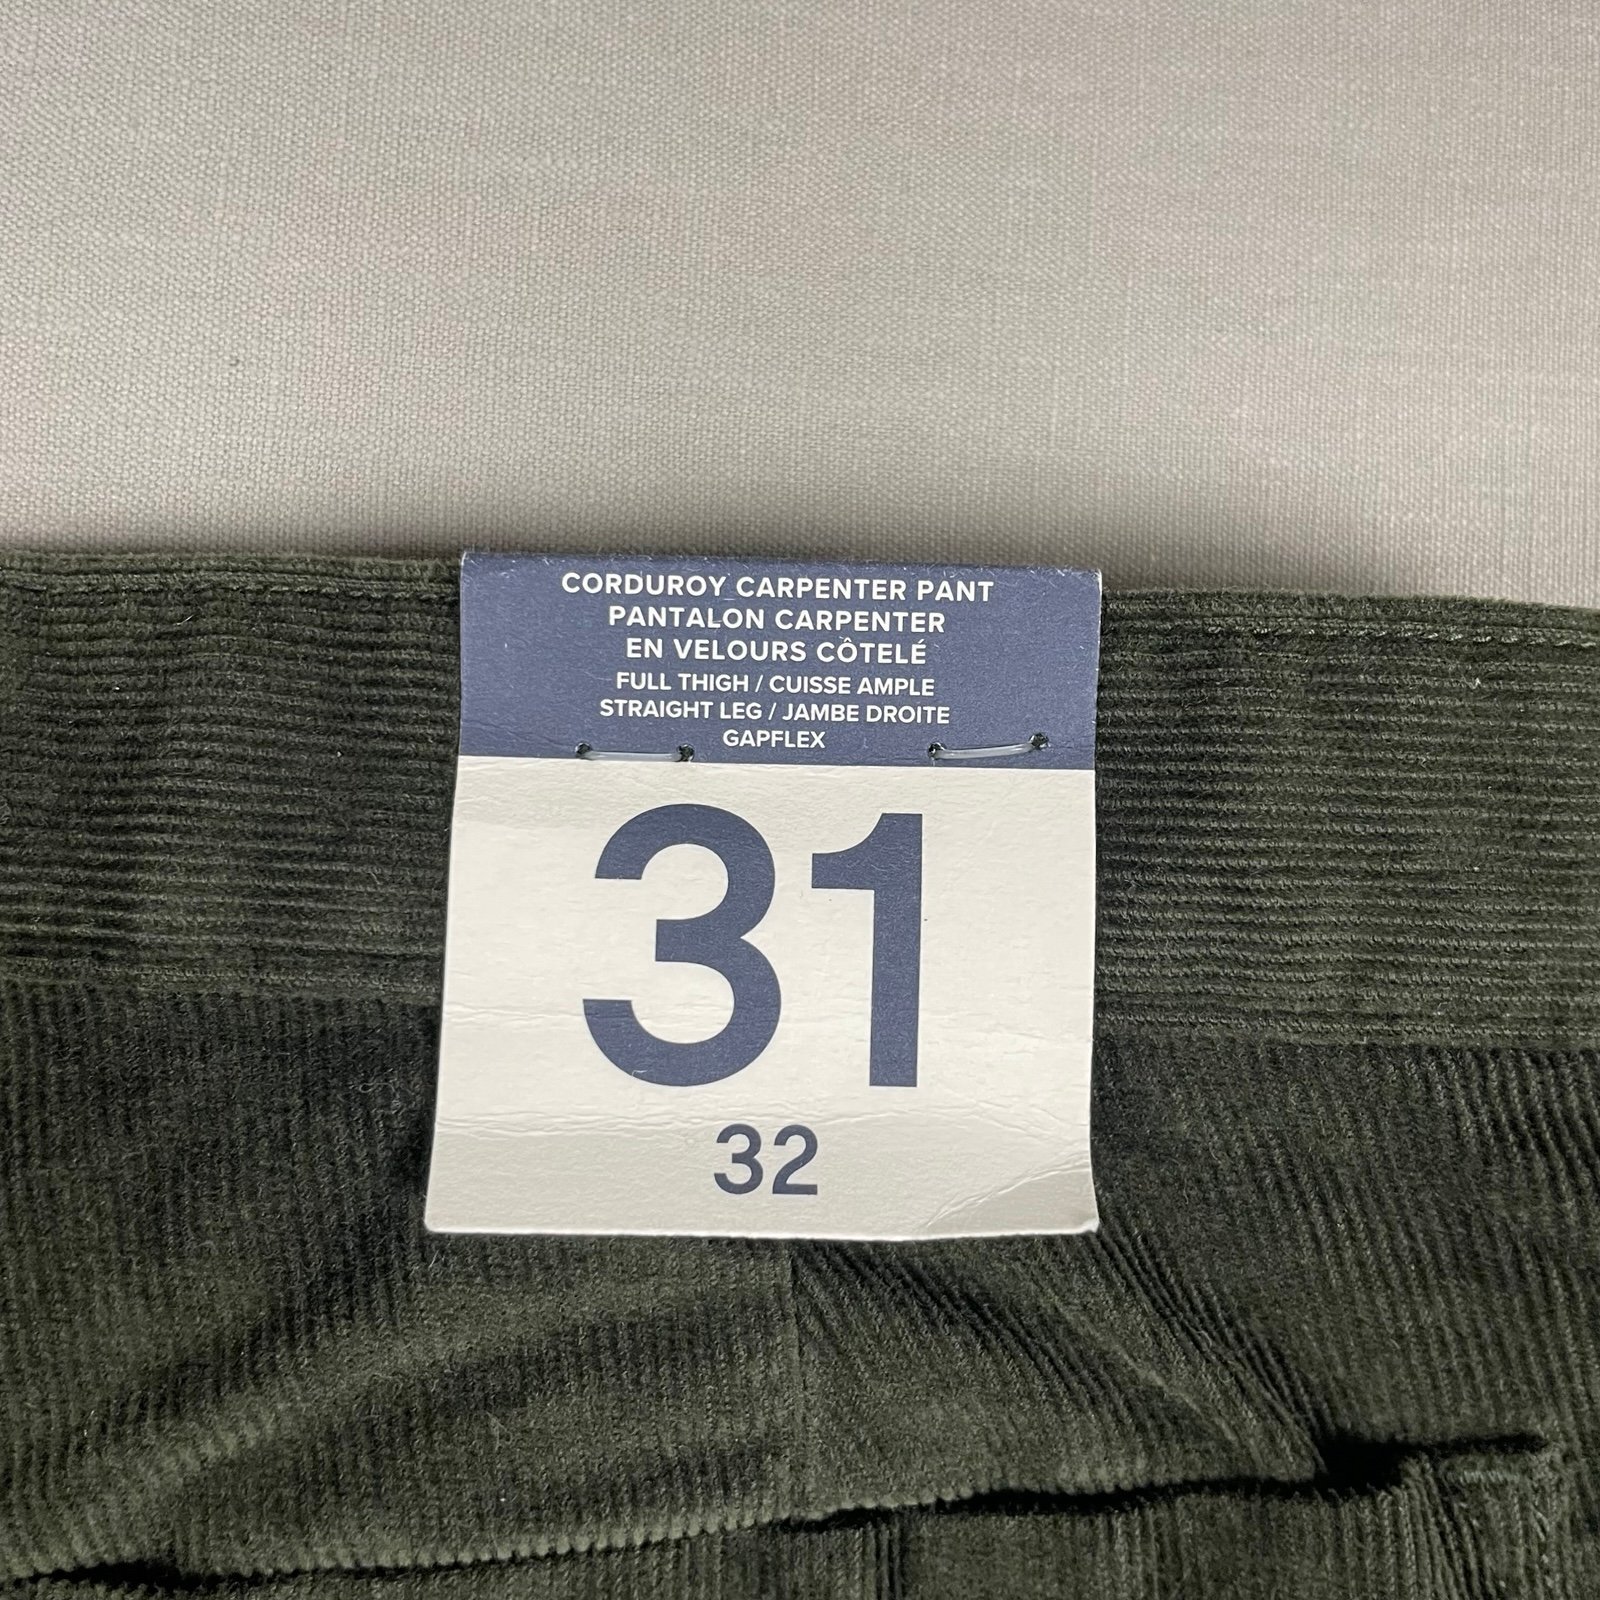 CORDUROY CARPENTER PANT
PANTALON CARPENTER
EN VELOURS CÔTELÉ
FULL THIGH / CUISSE AMPLE
STRAIGHT LEG / JAMBE DROITE
GAPFLEX
31
32